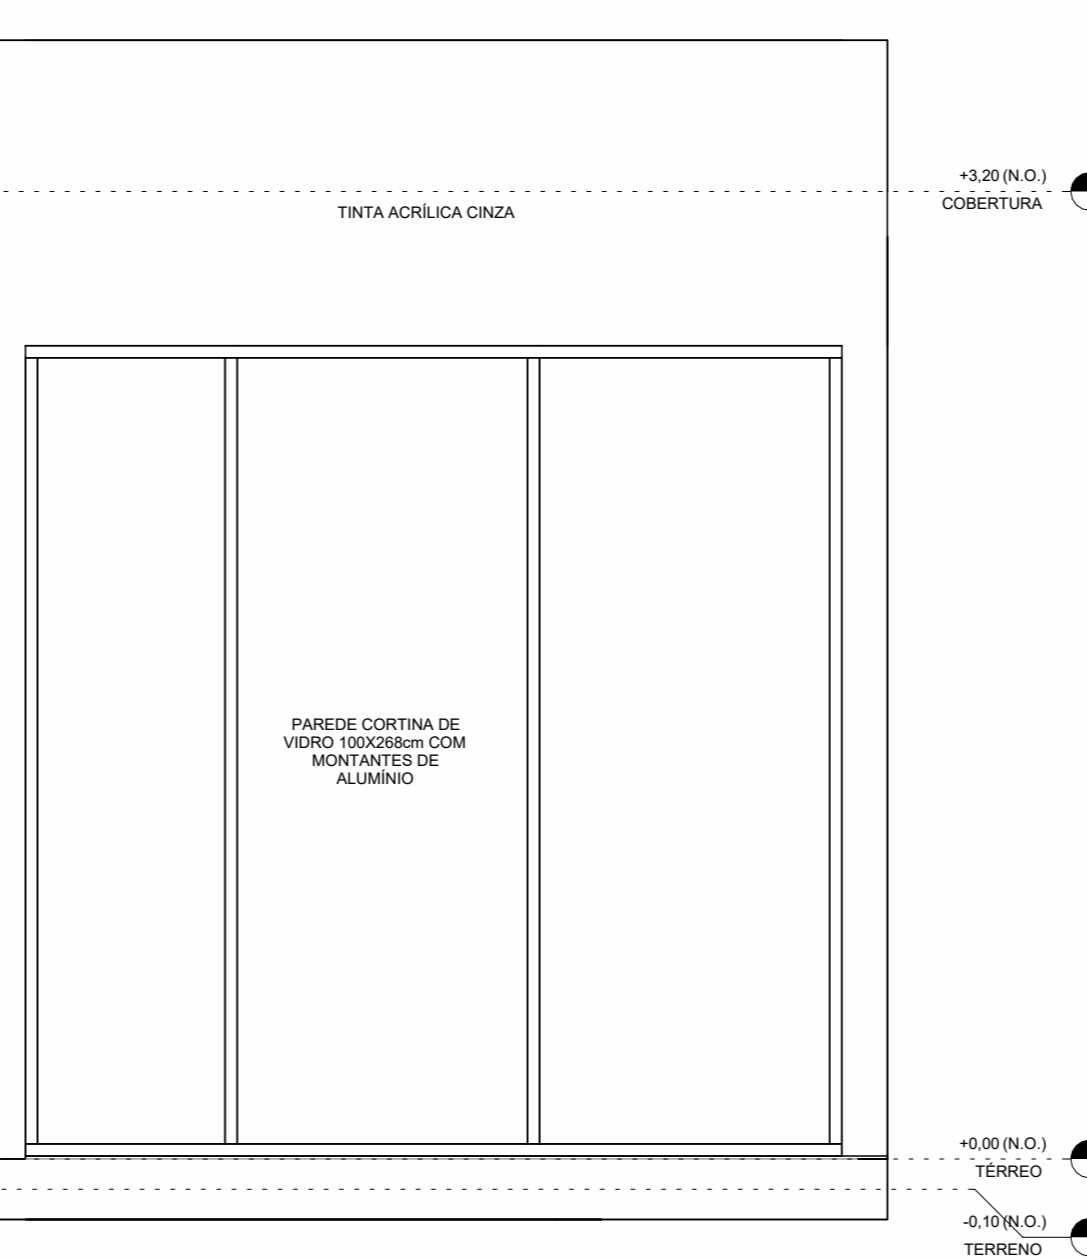 +3,20 (N.O.)
COBERTURA
TINTA ACRÍLICA CINZA
PAREDE CORTINA DE
VIDRO 100X268cm COM
MONTANTES DE
ALUMÍNIO
+0,00 (N.O.)
TÉRREO
-0,10 (N.O.)
TERRENO